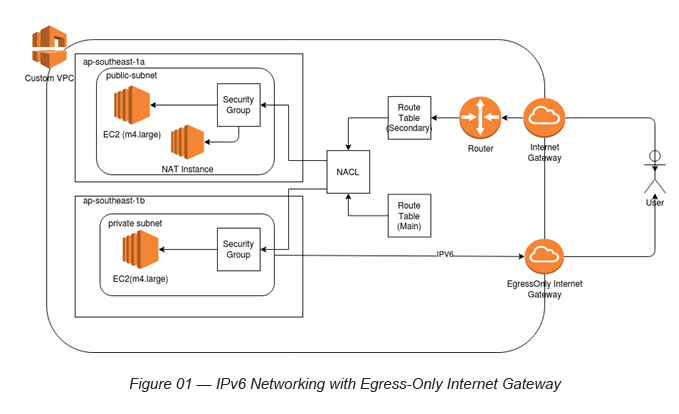 Custom VPC
ap-southeast-1a
public-subnet
EC2 (m4.large)
Security
Group
NAT Instance
ap-southeast-1b
private subnet
EC2(m4.large)
Security
Group
NACL
Route
Table
(Secondary)
Route
Table
(Main)
Router
Internet
Gateway
User
IPV6
EgressOnly Internet
Gateway
Figure 01 — IPv6 Networking with Egress-Only Internet Gateway